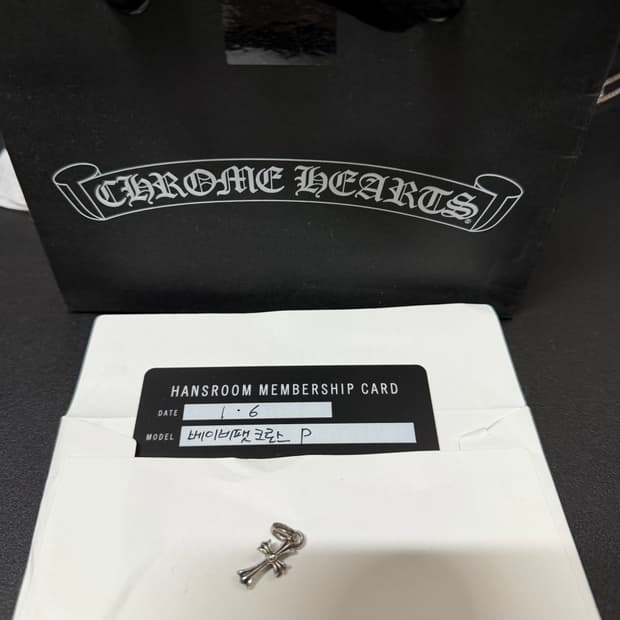 CHROME HEARTS®
HANSROOM MEMBERSHIP CARD
DATE 1.6
MODEL 베이비팻크로스 P